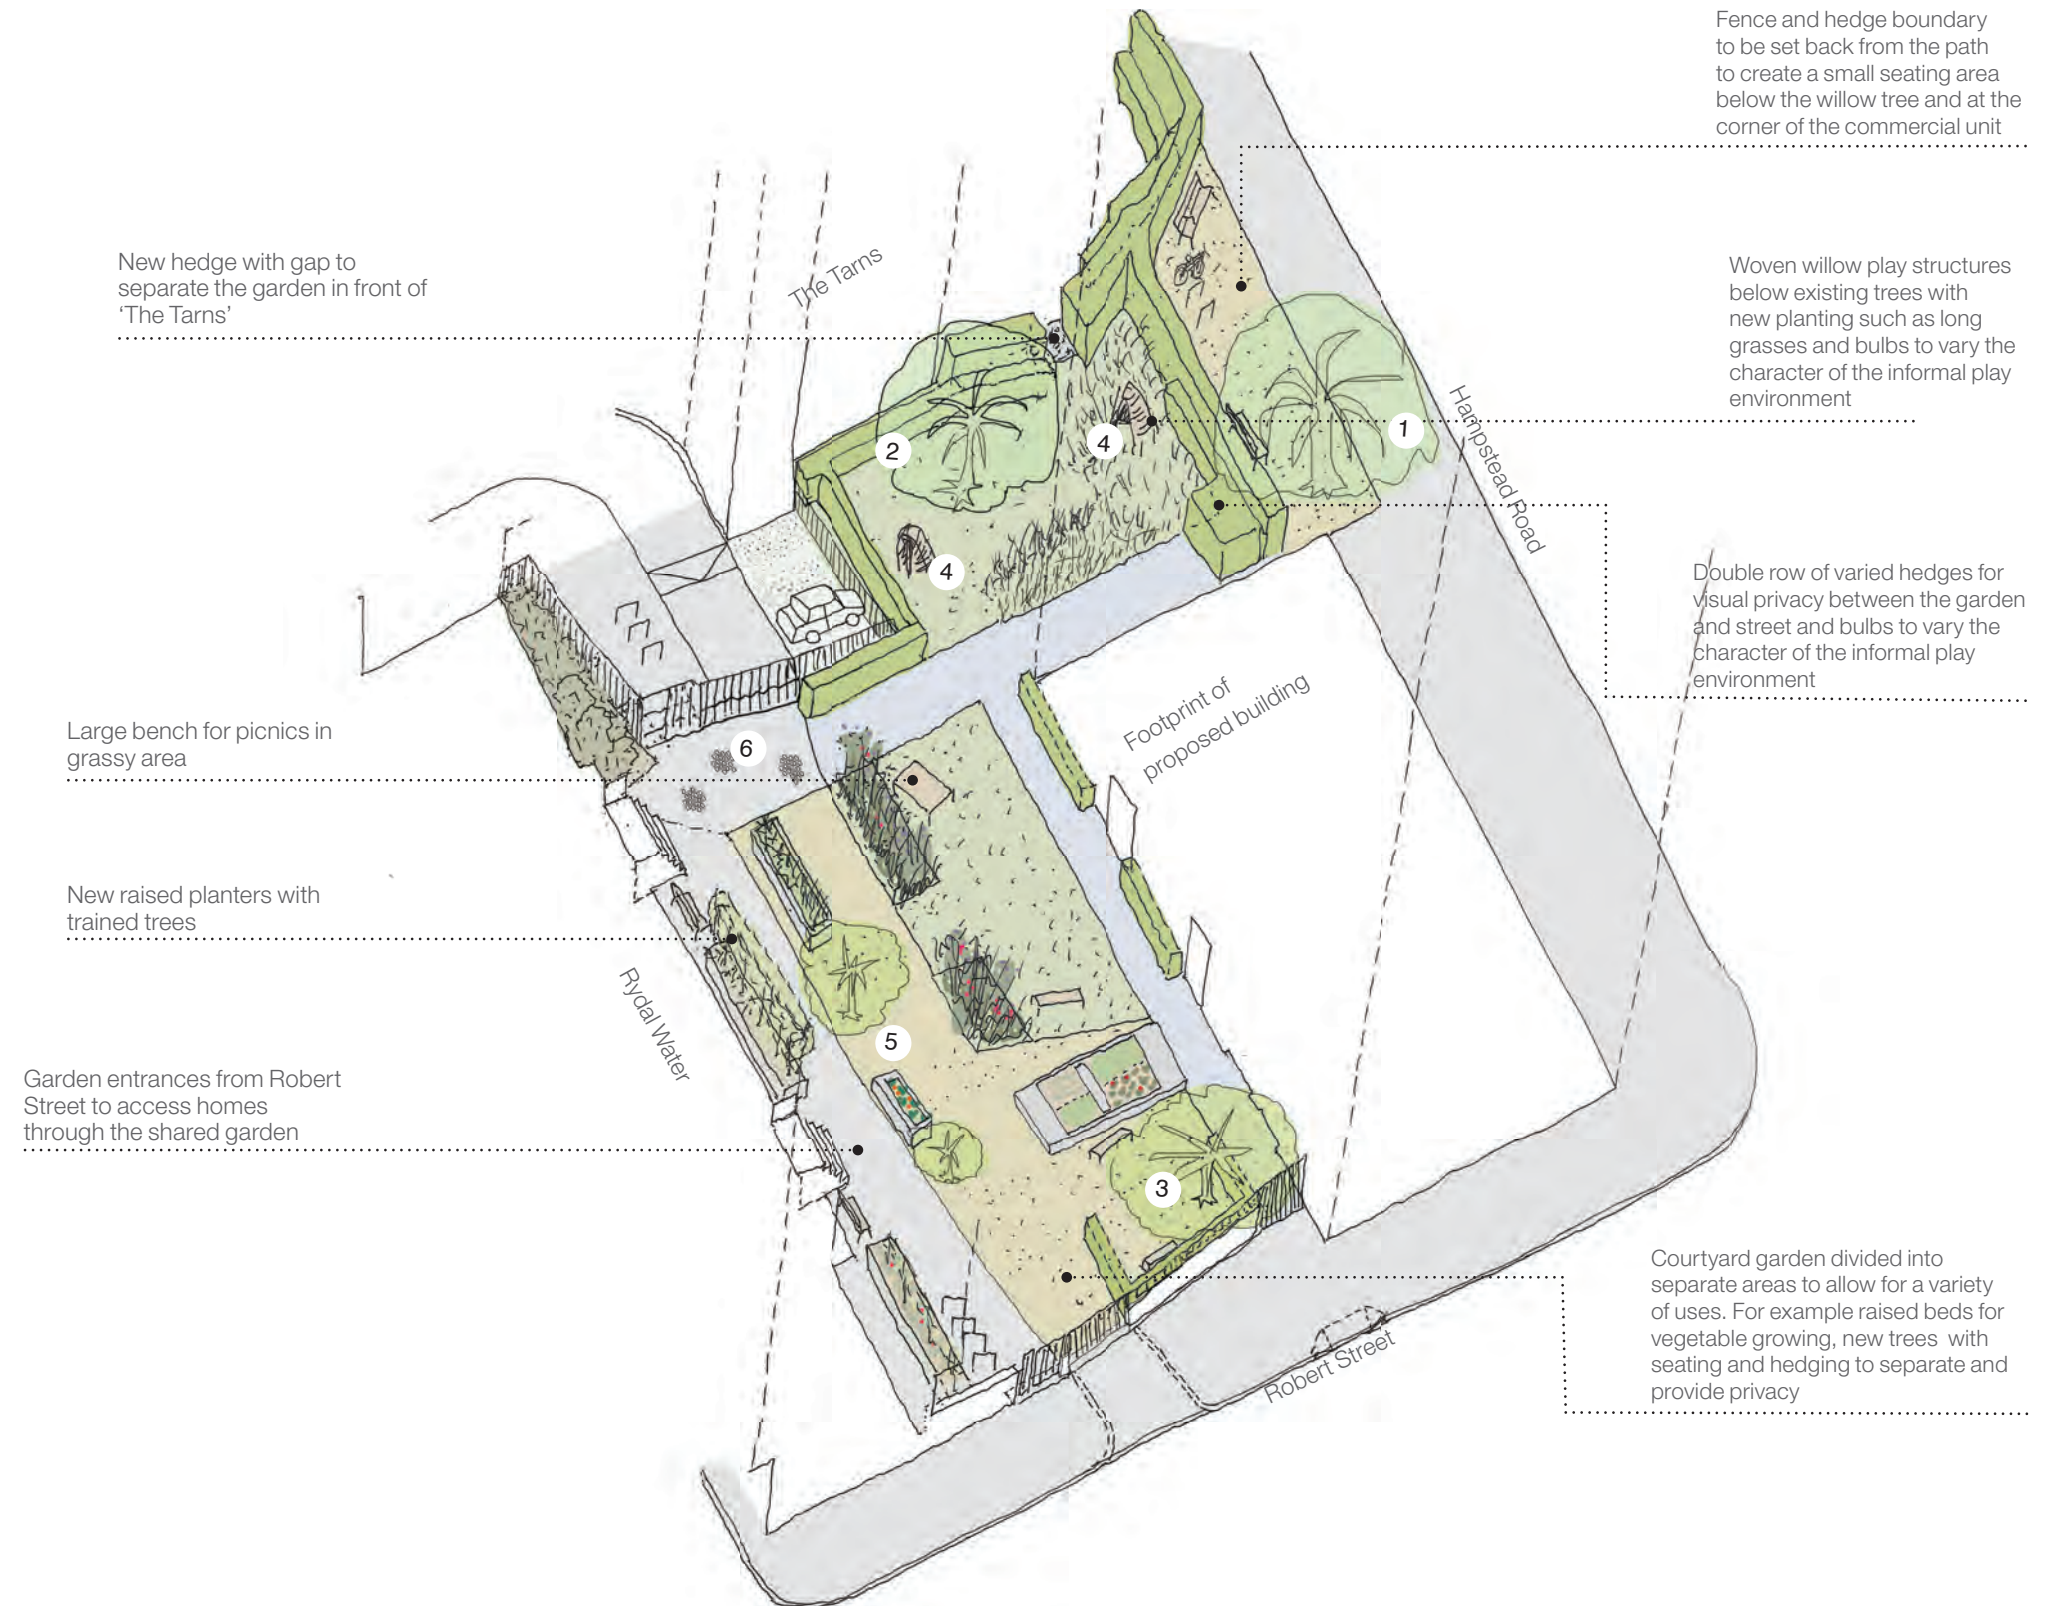 Fence and hedge boundary
to be set back from the path
to create a small seating area
below the willow tree and at the
corner of the commercial unit
New hedge with gap to
separate the garden in front of
‘The Tarns’
The Tarns
Woven willow play structures
below existing trees with
new planting such as long
grasses and bulbs to vary the
character of the informal play
environment
Hampstead Road
1
2
4
4
Double row of varied hedges for
visual privacy between the garden
and street and bulbs to vary the
character of the informal play
environment
Footprint of
proposed building
Large bench for picnics in
grassy area
6
New raised planters with
trained trees
Rydal Water
5
Garden entrances from Robert
Street to access homes
through the shared garden
3
Courtyard garden divided into
separate areas to allow for a variety
of uses. For example raised beds for
vegetable growing, new trees with
seating and hedging to separate and
provide privacy
Robert Street